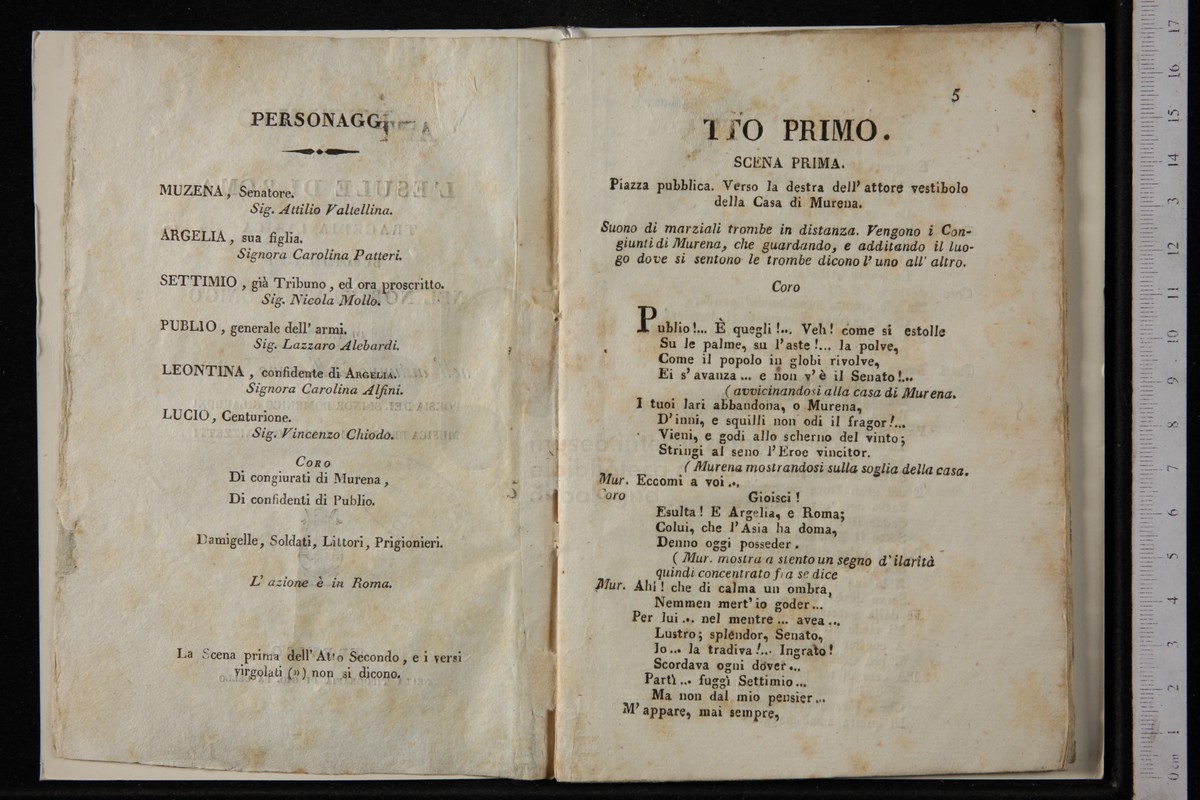 PERSONAGGI
MUZENA, Senatore.
Sig. Attilio Valtellina.
ARGELIA, sua figlia.
Signora Carolina Patteri.
SETTIMIO, già Tribuno, ed ora proscritto.
Sig. Nicola Mollo.
PUBLIO, generale dell' armi.
Sig. Lazzaro Alebardi.
LEONTINA, confidente di ARGELIA.
Signora Carolina Alfini.
LUCIO, Centurione.
Sig. Vincenzo Chiodo.
CORO
Di congiurati di Murena,
Di confidenti di Publio.
Damigelle, Soldati, Littori, Prigionieri.
L' azione è in Roma.
La Scena prima dell' Atto Secondo, e i versi
virgolati (») non si dicono.
5
TTO PRIMO.
SCENA PRIMA.
Piazza pubblica. Verso la destra dell' attore vestibolo
della Casa di Murena.
Suono di marziali trombe in distanza. Vengono i Con-
giunti di Murena, che guardando, e additando il luo-
go dove si sentono le trombe dicono l' uno all' altro.
Coro
Publio!... È quegli!... Veh! come si estolle
Su le palme, su l'aste!... la polve,
Come il popolo in globi rivolve,
Ei s' avanza ... e non v' è il Senato!...
(avvicinandosi alla casa di Murena.
I tuoi lari abbandona, o Murena,
D' inni, e squilli non odi il fragor!...
Vieni, e godi allo scherno del vinto;
Stringi al seno l' Eroe vincitor.
(Murena mostrandosi sulla soglia della casa.
Mur. Eccomi a voi ...
Coro Gioisci!
Esulta! E Argelia, e Roma;
Colui, che l' Asia ha doma,
Denno oggi posseder.
(Mur. mostra a stento un segno d' ilarità
quindi concentrato fra se dice
Mur. Ahi! che di calma un ombra,
Nemmen mert' io goder...
Per lui ... nel mentre ... avea ...
Lustro; splendor, Senato,
Io ... la tradiva!... Ingrato!
Scordava ogni dover...
Partì ... fuggì Settimio...
Ma non dal mio pensier...
M' appare, mai sempre,